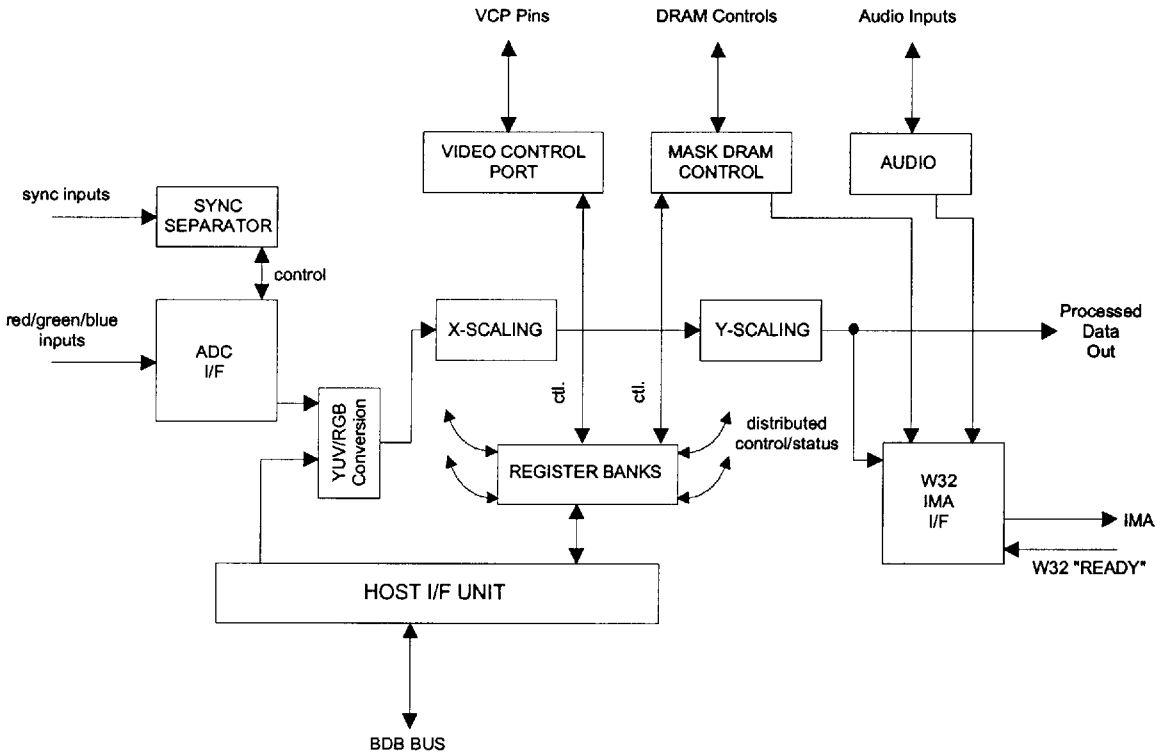 VCP Pins
DRAM Controls
Audio Inputs
VIDEO CONTROL
PORT
MASK DRAM
CONTROL
AUDIO
sync inputs
SYNC
SEPARATOR
control
red/green/blue
inputs
ADC
I/F
X-SCALING
Y-SCALING
Processed
Data
Out
YUV/RGB
Conversion
ctl.
ctl.
distributed
control/status
REGISTER BANKS
W32
IMA
I/F
IMA
W32 "READY"
HOST I/F UNIT
BDB BUS